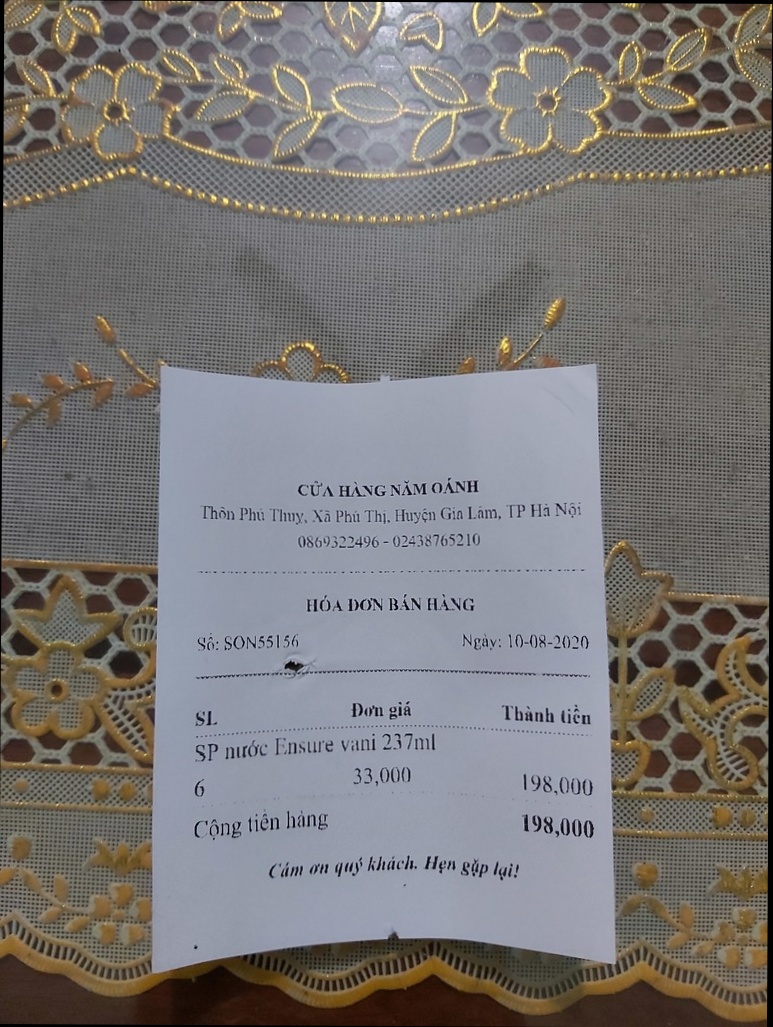 CỬA HÀNG NĂM OÁNH
Thôn Phú Thuỵ, Xã Phú Thị, Huyện Gia Lâm, TP Hà Nội
0869322496 - 02438765210
HÓA ĐƠN BÁN HÀNG
Số: SON55156 Ngày: 10-08-2020
SL Đơn giá Thành tiền
SP nước Ensure vani 237ml
6 33,000 198,000
Cộng tiền hàng 198,000
Cám ơn quý khách. Hẹn gặp lại!